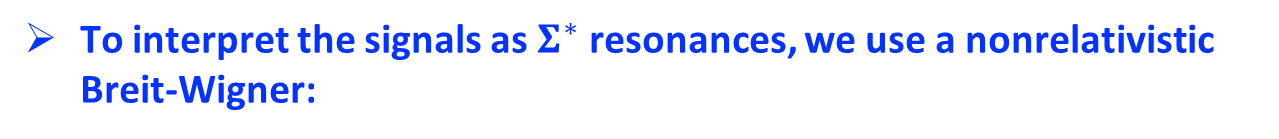 ➢ To interpret the signals as Σ* resonances, we use a nonrelativistic
Breit-Wigner: